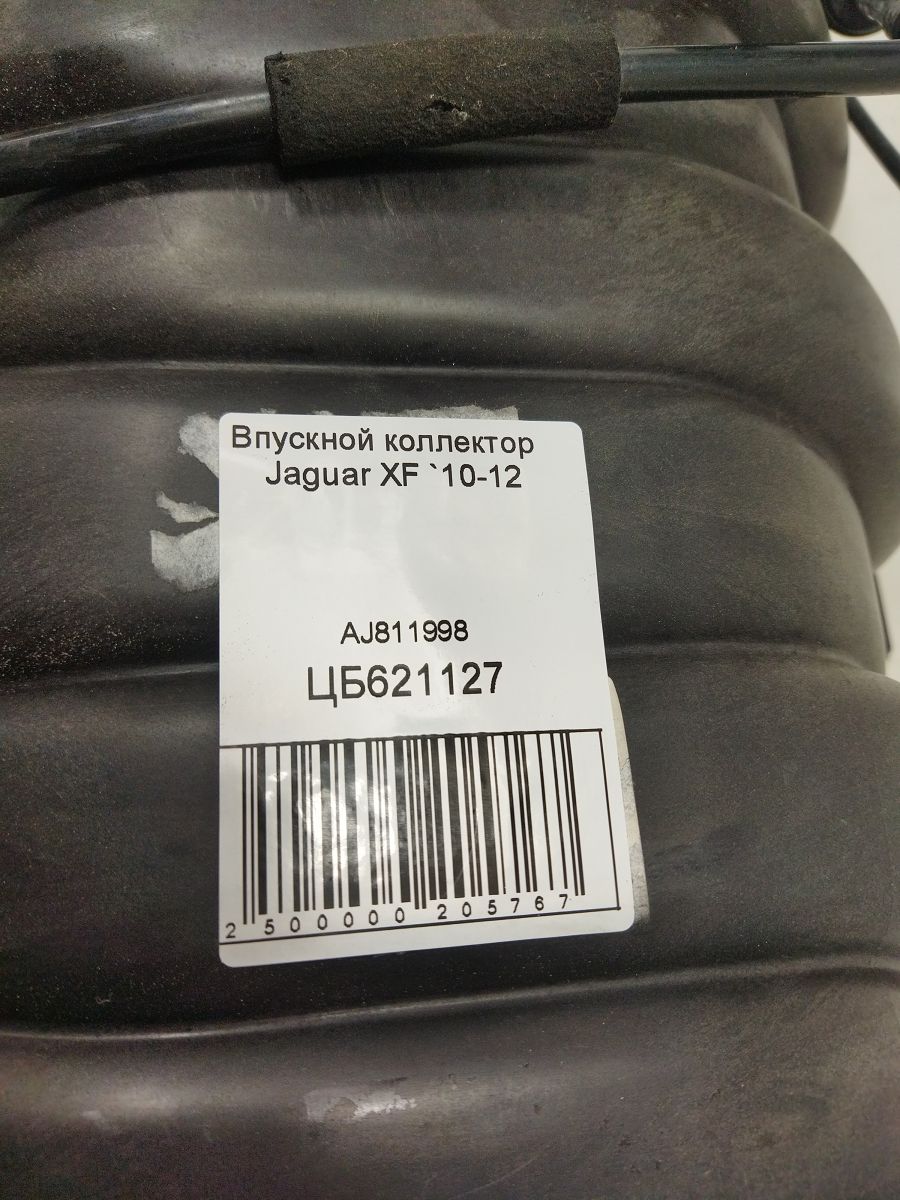 Впускной коллектор
Jaguar XF `10-12
AJ811998
ЦБ621127
2 500000 205767